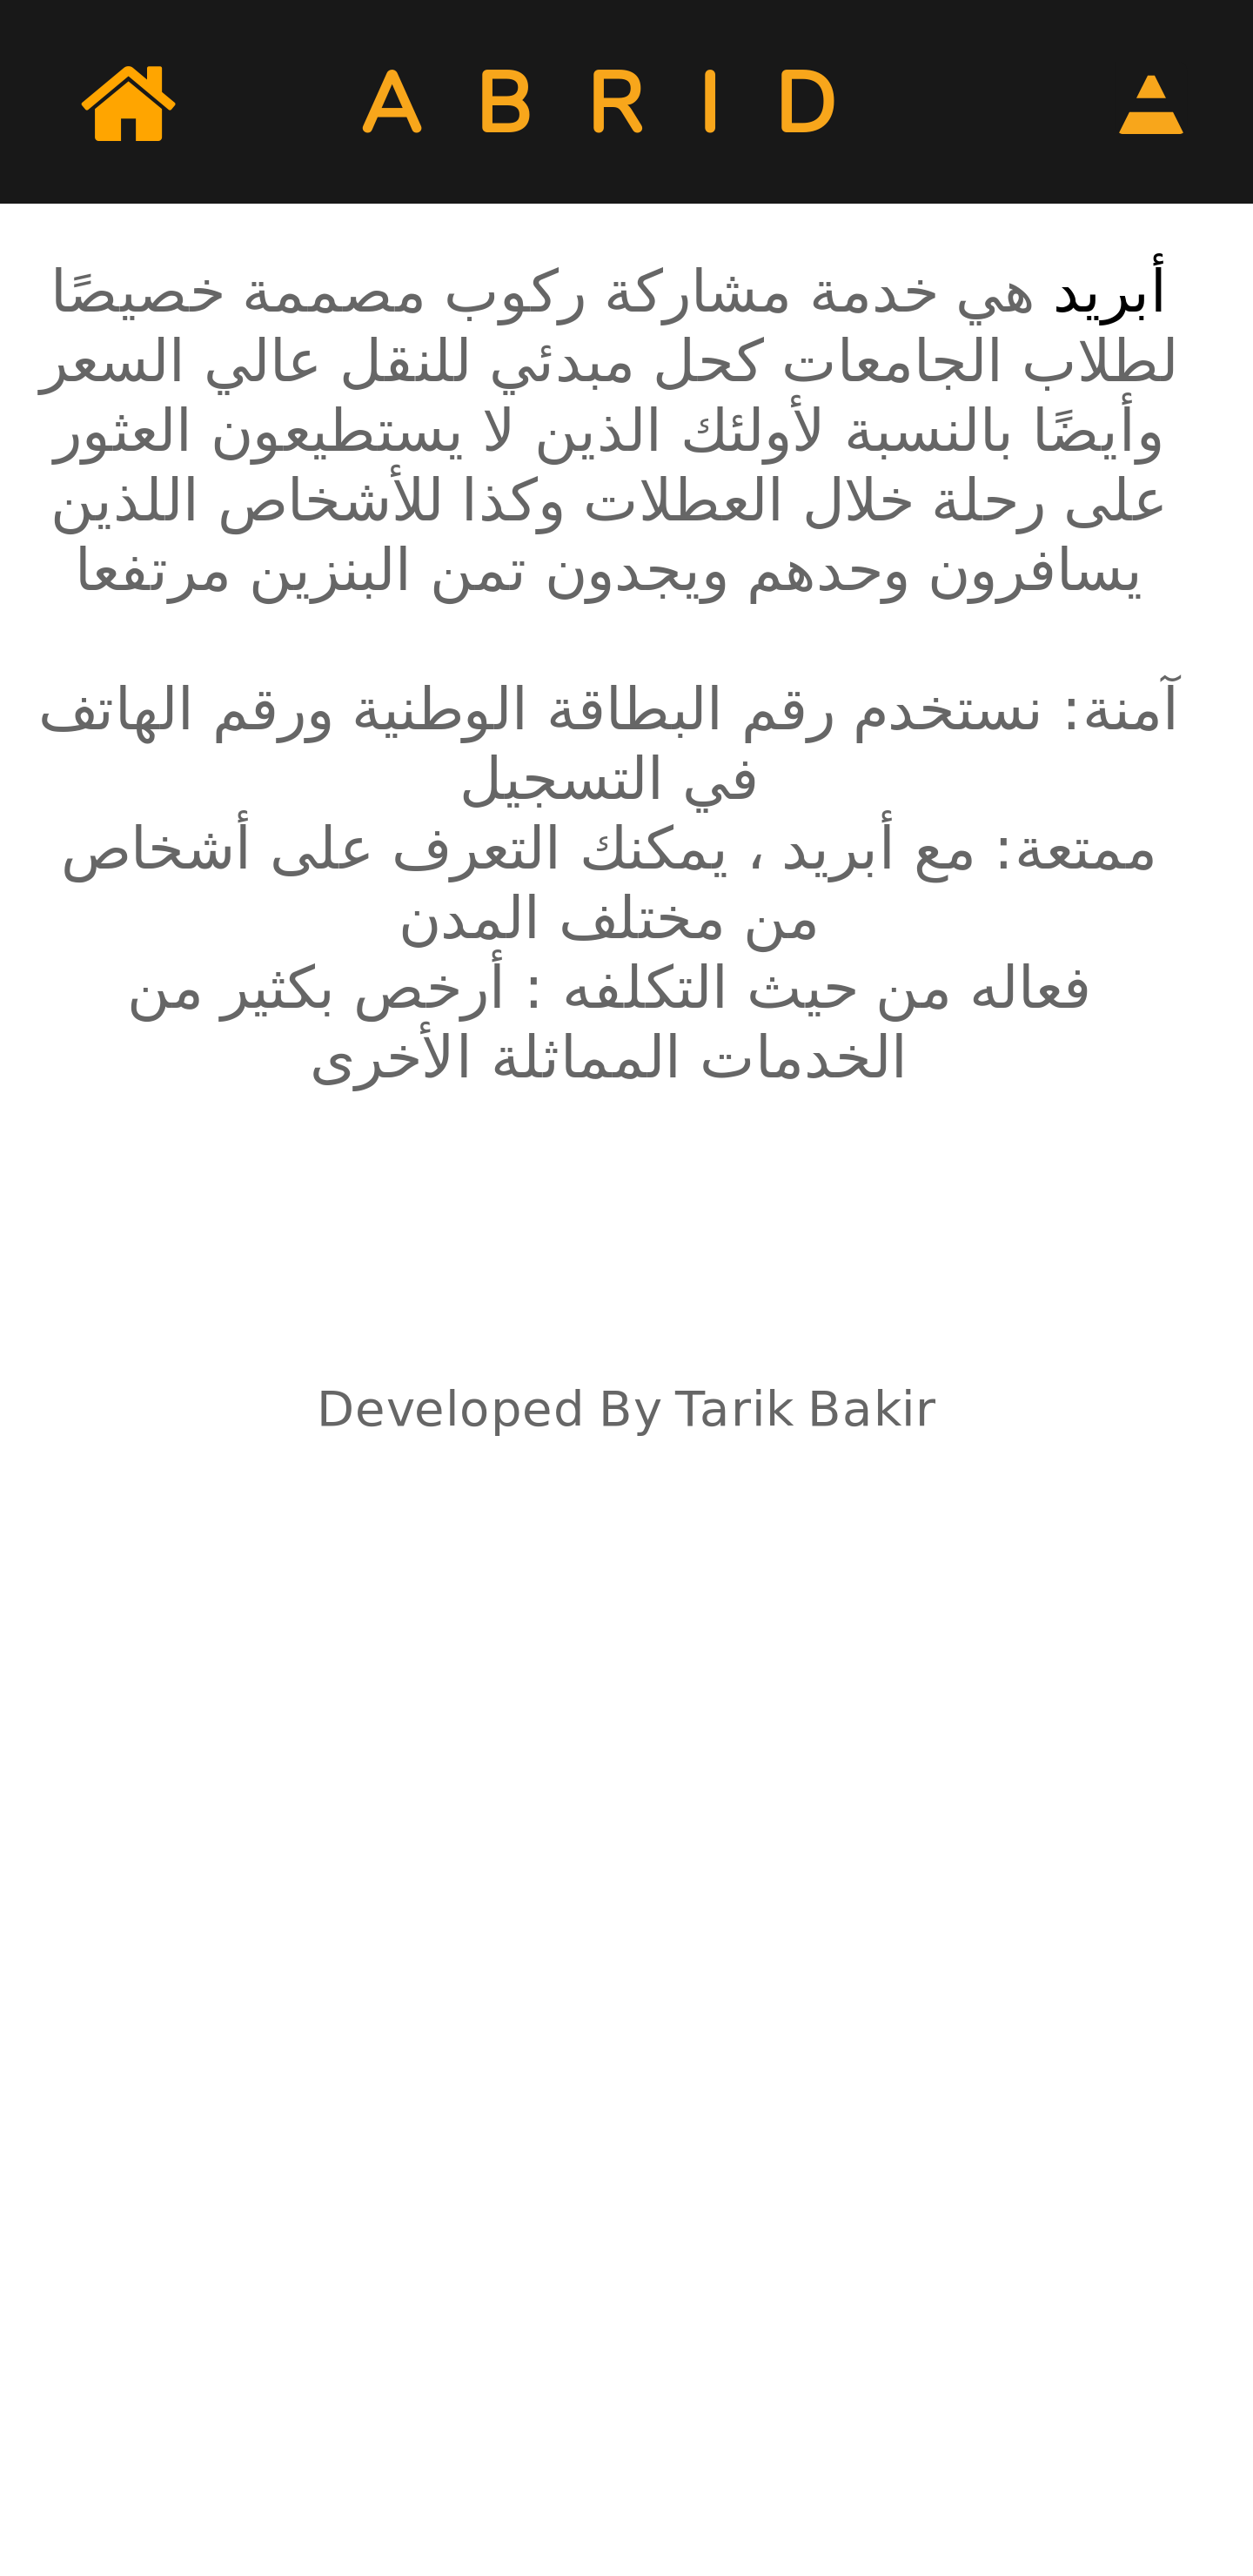 ABRID
أبريد هي خدمة مشاركة ركوب مصممة خصيصًا
لطلاب الجامعات كحل مبدئي للنقل عالي السعر
وأيضًا بالنسبة لأولئك الذين لا يستطيعون العثور
على رحلة خلال العطلات وكذا للأشخاص اللذين
يسافرون وحدهم ويجدون تمن البنزين مرتفعا
آمنة: نستخدم رقم البطاقة الوطنية ورقم الهاتف
في التسجيل
ممتعة: مع أبريد ، يمكنك التعرف على أشخاص
من مختلف المدن
فعاله من حيث التكلفه : أرخص بكثير من
الخدمات المماثلة الأخرى
Developed By Tarik Bakir